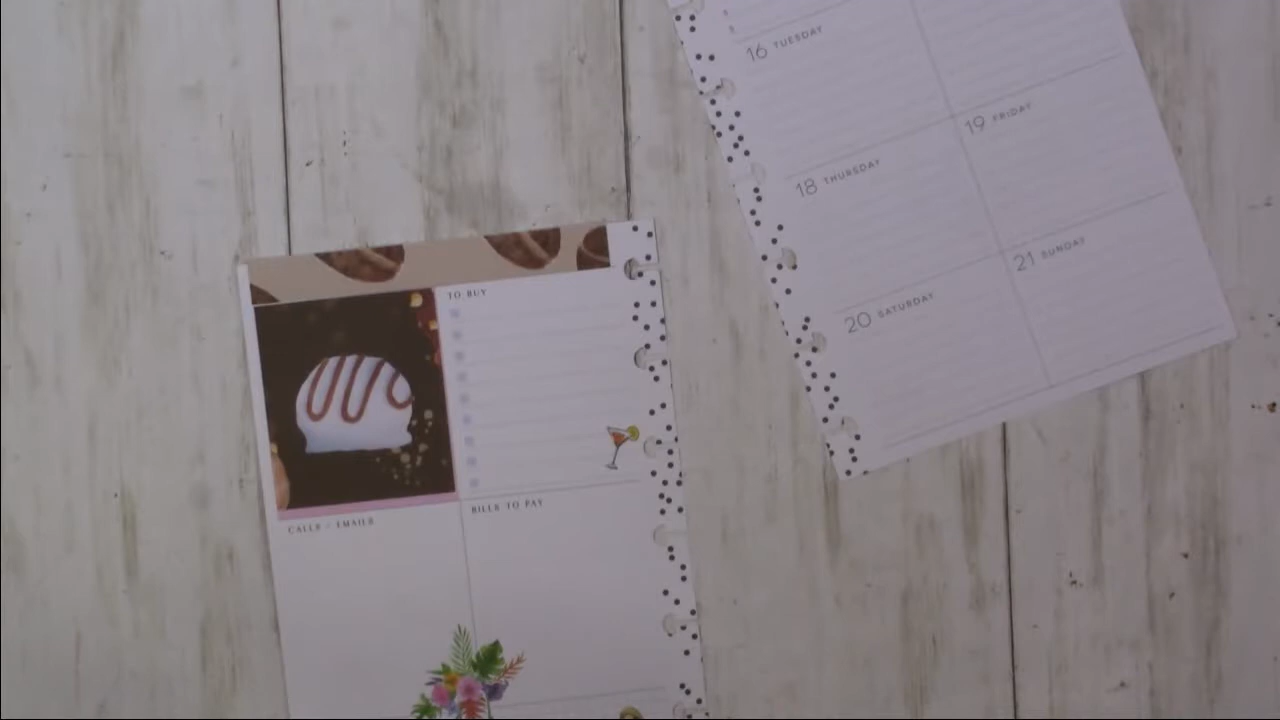 16 TUESDAY
19 FRIDAY
18 THURSDAY
21 SUNDAY
20 SATURDAY
TO BUY
BILLS TO PAY
CALLS / EMAILS